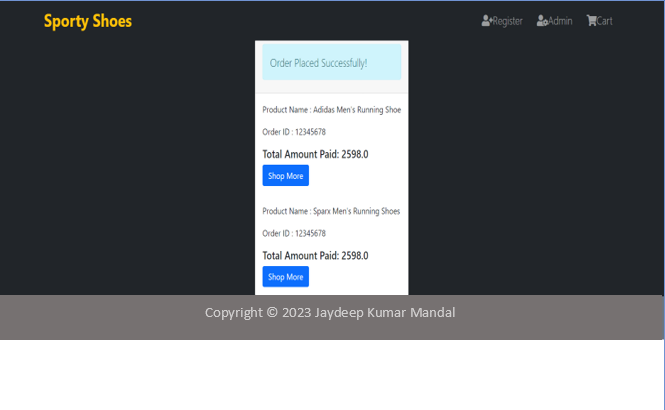 Sporty Shoes
Register Admin Cart
Order Placed Successfully!
Product Name : Adidas Men's Running Shoe
Order ID : 12345678
Total Amount Paid: 2598.0
Shop More
Product Name : Sparx Men's Running Shoes
Order ID : 12345678
Total Amount Paid: 2598.0
Shop More
Copyright © 2023 Jaydeep Kumar Mandal